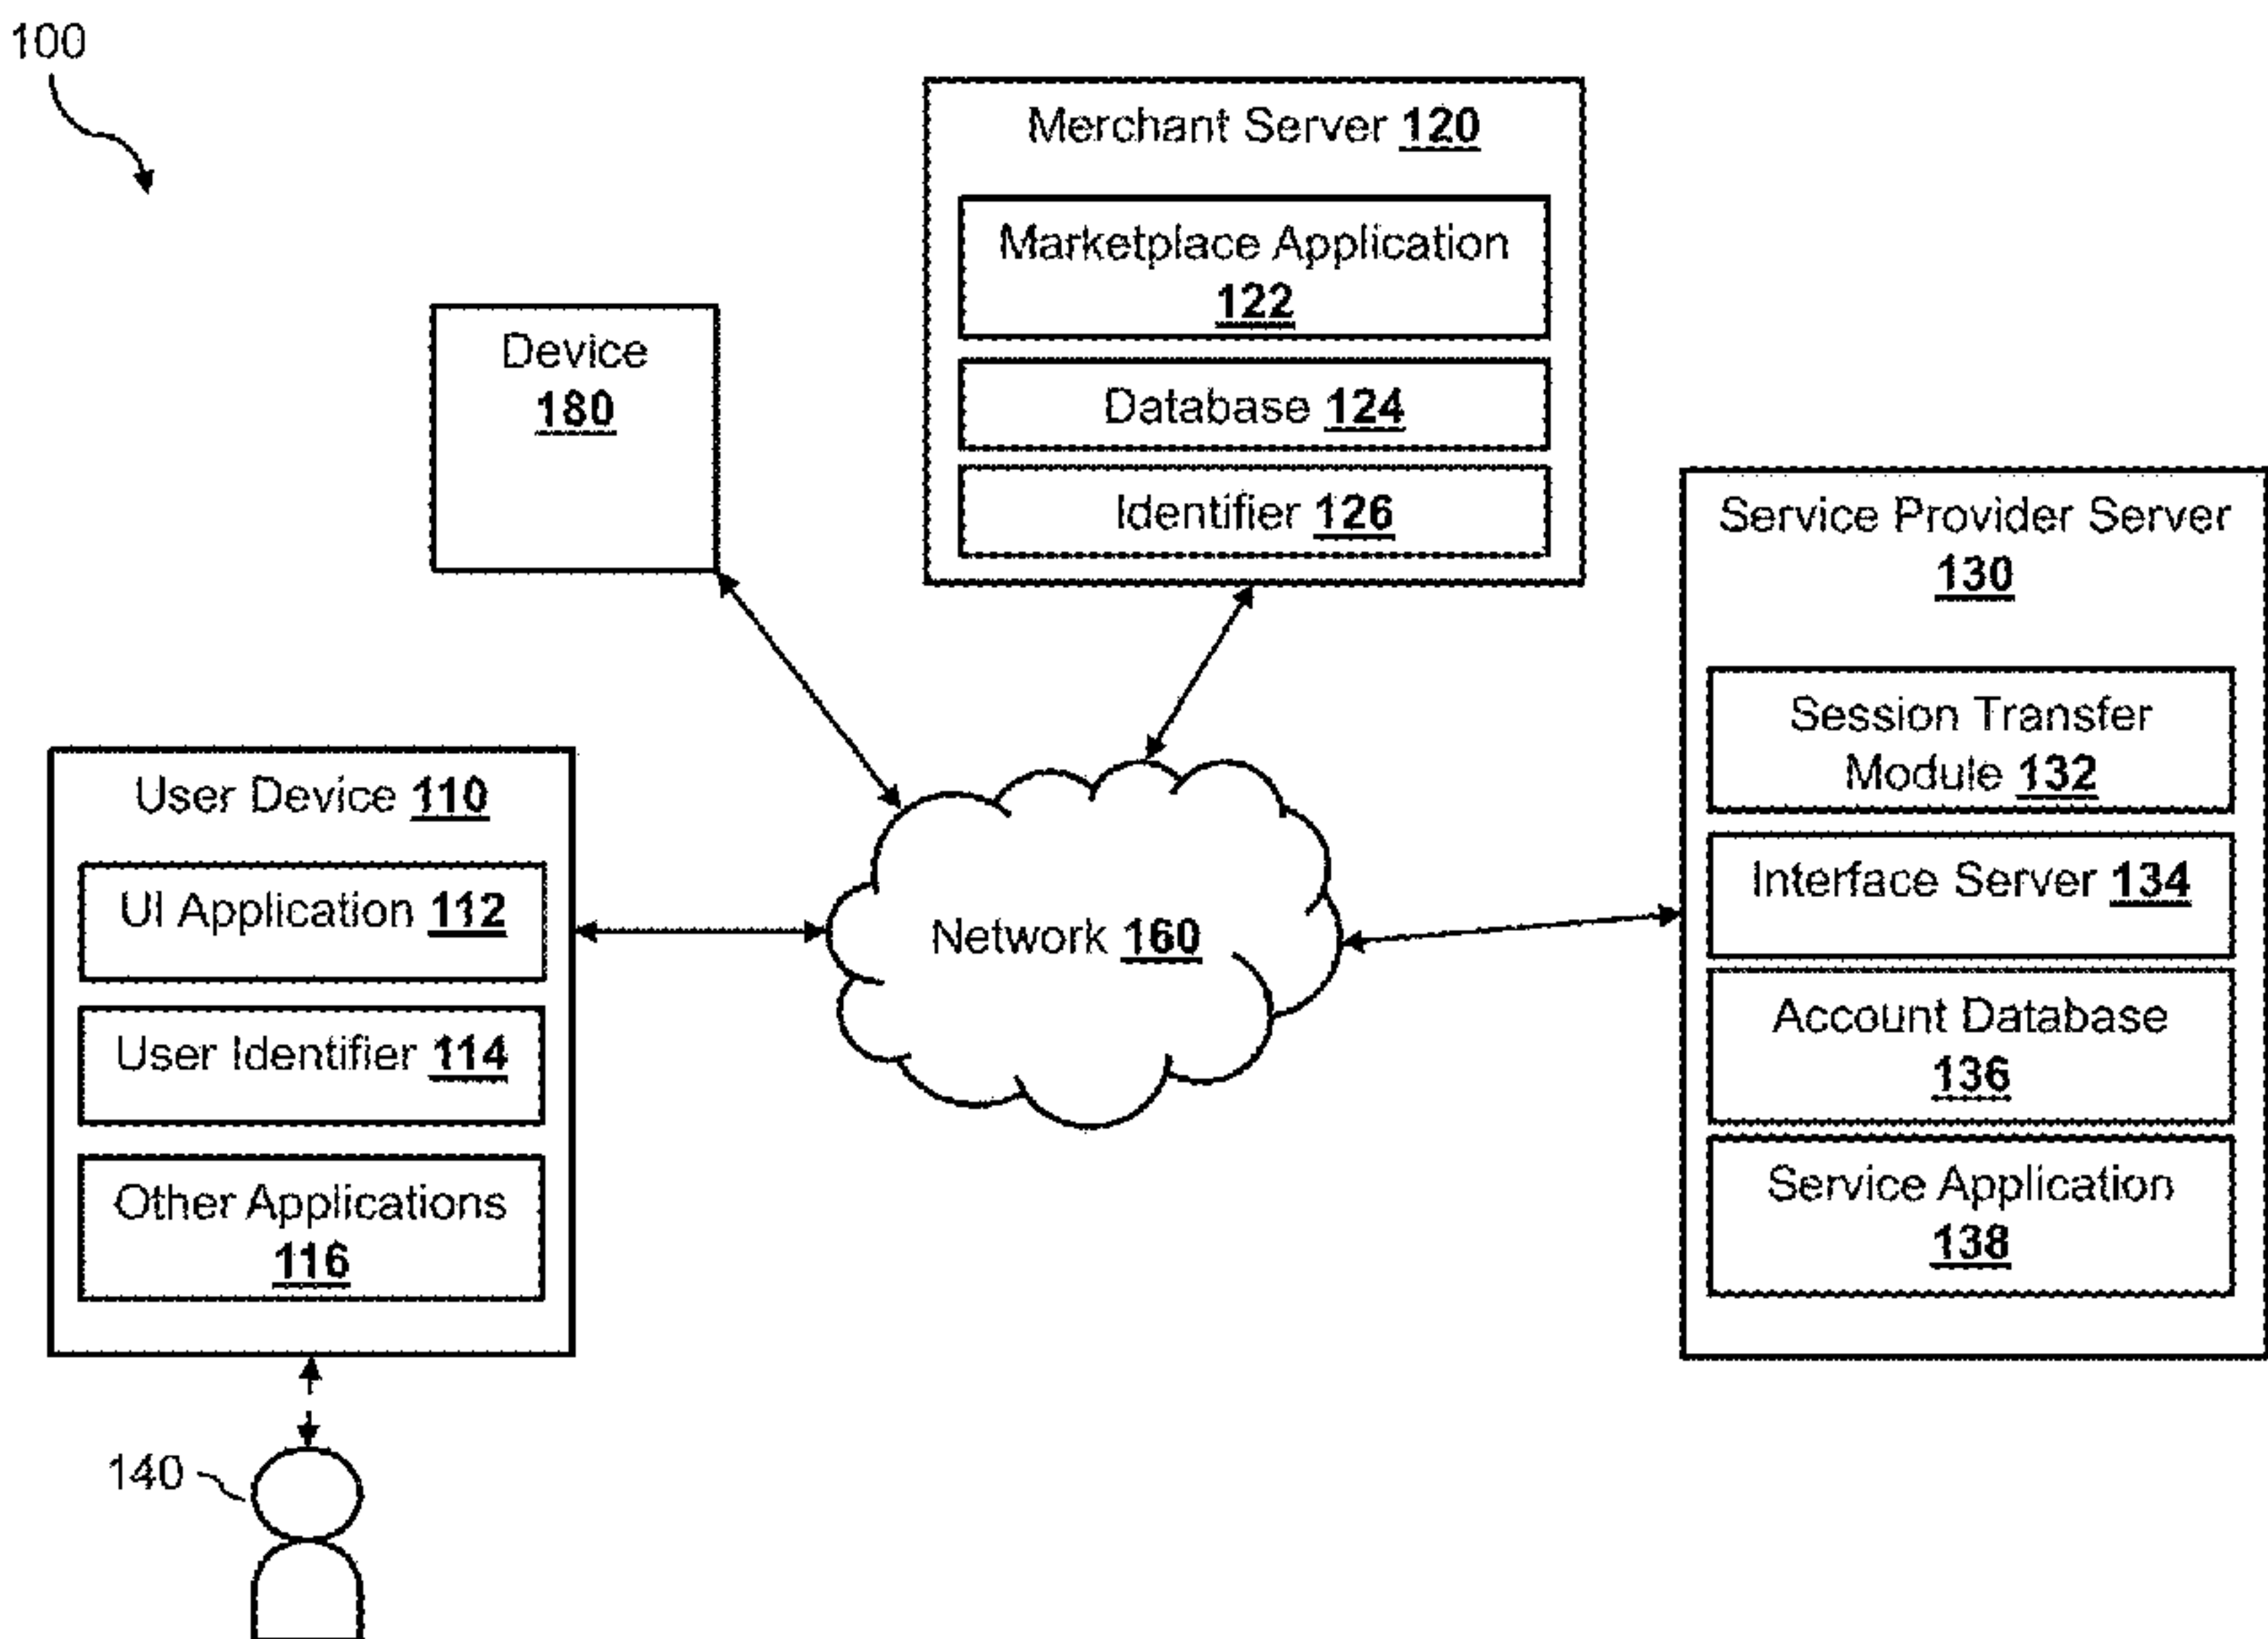 100
Merchant Server 120
Marketplace Application
122
Database 124
Identifier 126
Device
180
Service Provider Server
130
Session Transfer
Module 132
Interface Server 134
Account Database
136
Service Application
138
User Device 110
UI Application 112
User Identifier 114
Other Applications
116
Network 160
140